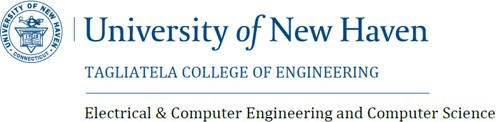 UNIVERSITY OF NEW HAVEN
CONNECTICUT
University of New Haven
TAGLIATELA COLLEGE OF ENGINEERING
Electrical & Computer Engineering and Computer Science